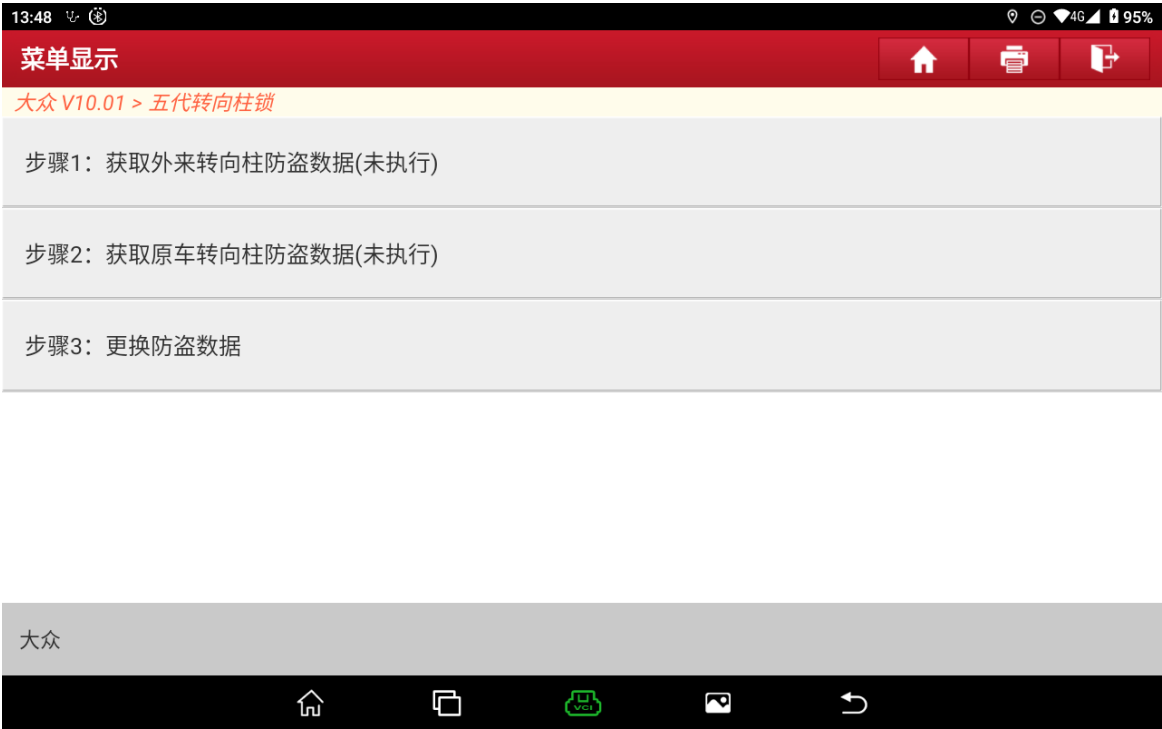 13:48
4G
95%
菜单显示
大众 V10.01 > 五代转向柱锁
步骤1：获取外来转向柱防盗数据(未执行)
步骤2：获取原车转向柱防盗数据(未执行)
步骤3：更换防盗数据
大众
VCI